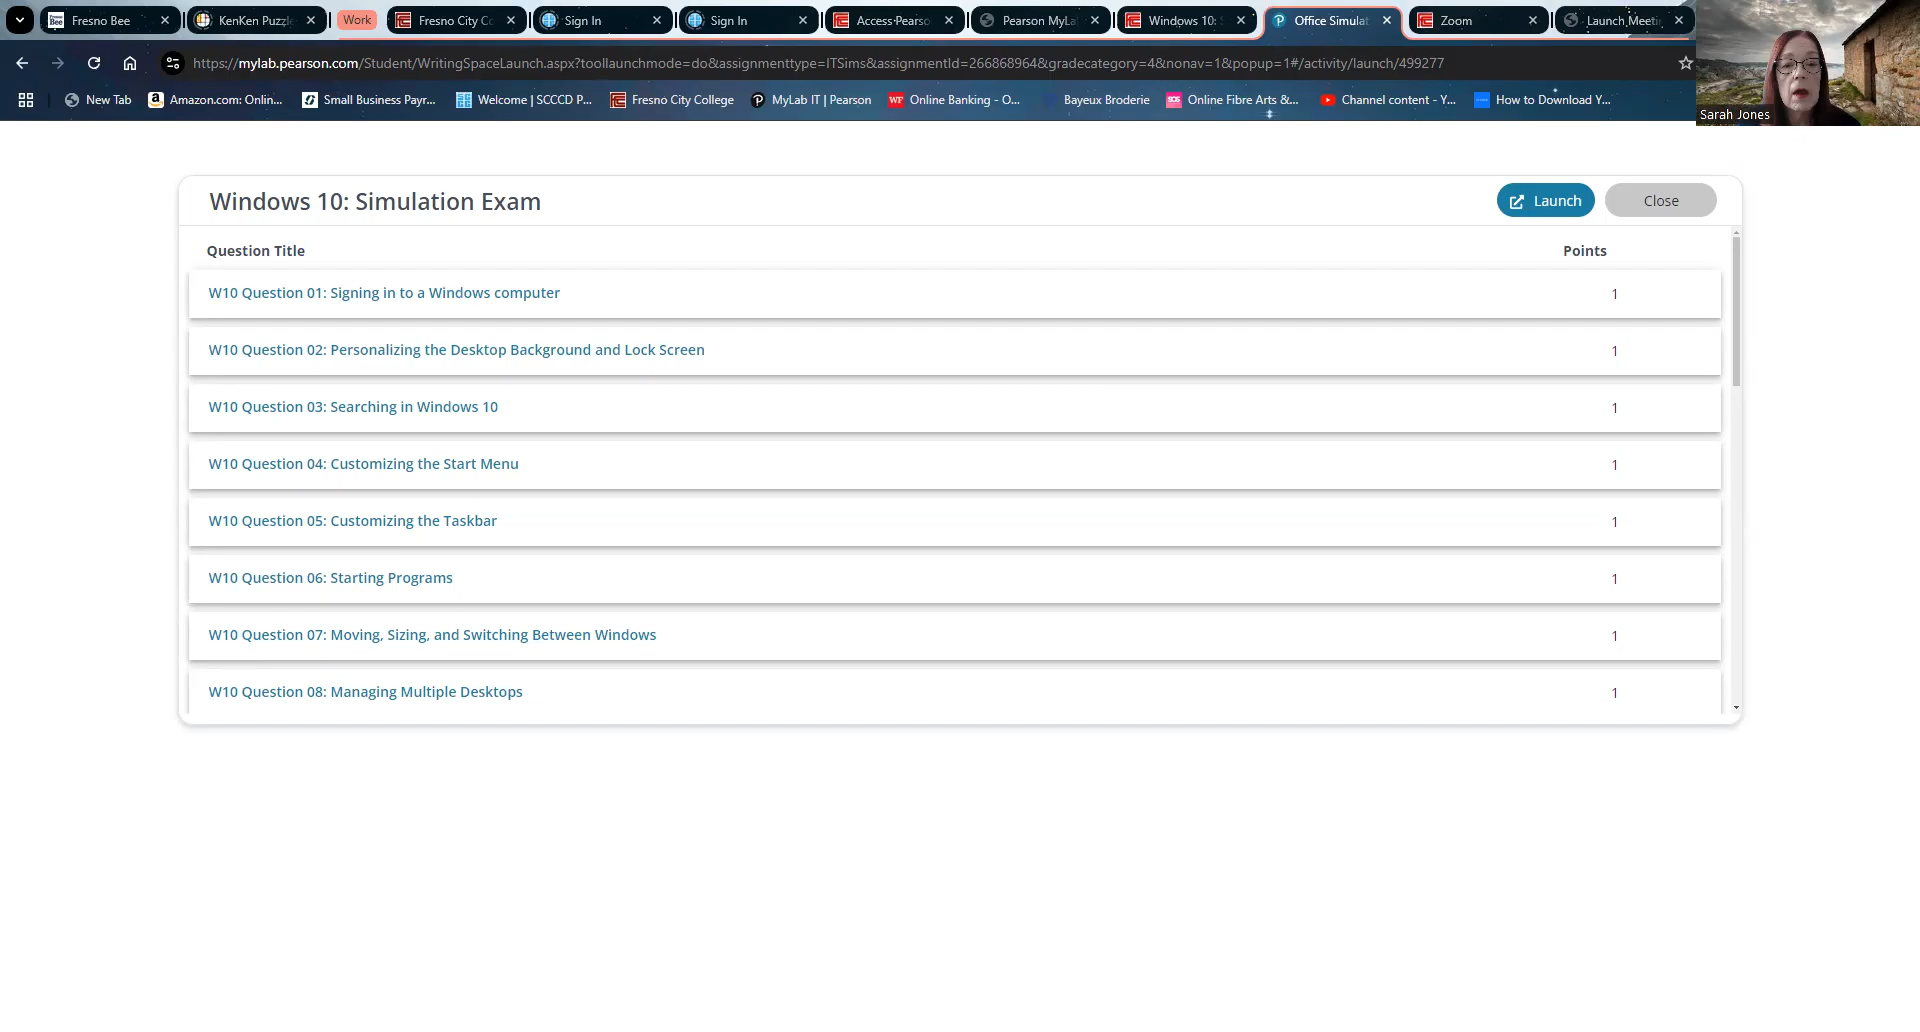 Fresno Bee
KenKen Puzzle
Work
Fresno City Co
Sign In
Sign In
Access Pearso
Pearson MyLa
Windows 10: S
Office Simulat
Zoom
Launch Meeti
https://mylab.pearson.com/Student/WritingSpaceLaunch.aspx?toollaunchmode=do&assignmenttype=ITSims&assignmentId=266868964&gradecategory=4&nonav=1&popup=1#/activity/launch/499277
New Tab
Amazon.com: Onlin...
Small Business Payr...
Welcome | SCCCD P...
Fresno City College
MyLab IT | Pearson
WF Online Banking - O...
Bayeux Broderie
SOS Online Fibre Arts &...
Channel content - Y...
How to Download Y...
Sarah Jones
Windows 10: Simulation Exam
Launch
Close
Question Title Points
W10 Question 01: Signing in to a Windows computer 1
W10 Question 02: Personalizing the Desktop Background and Lock Screen 1
W10 Question 03: Searching in Windows 10 1
W10 Question 04: Customizing the Start Menu 1
W10 Question 05: Customizing the Taskbar 1
W10 Question 06: Starting Programs 1
W10 Question 07: Moving, Sizing, and Switching Between Windows 1
W10 Question 08: Managing Multiple Desktops 1